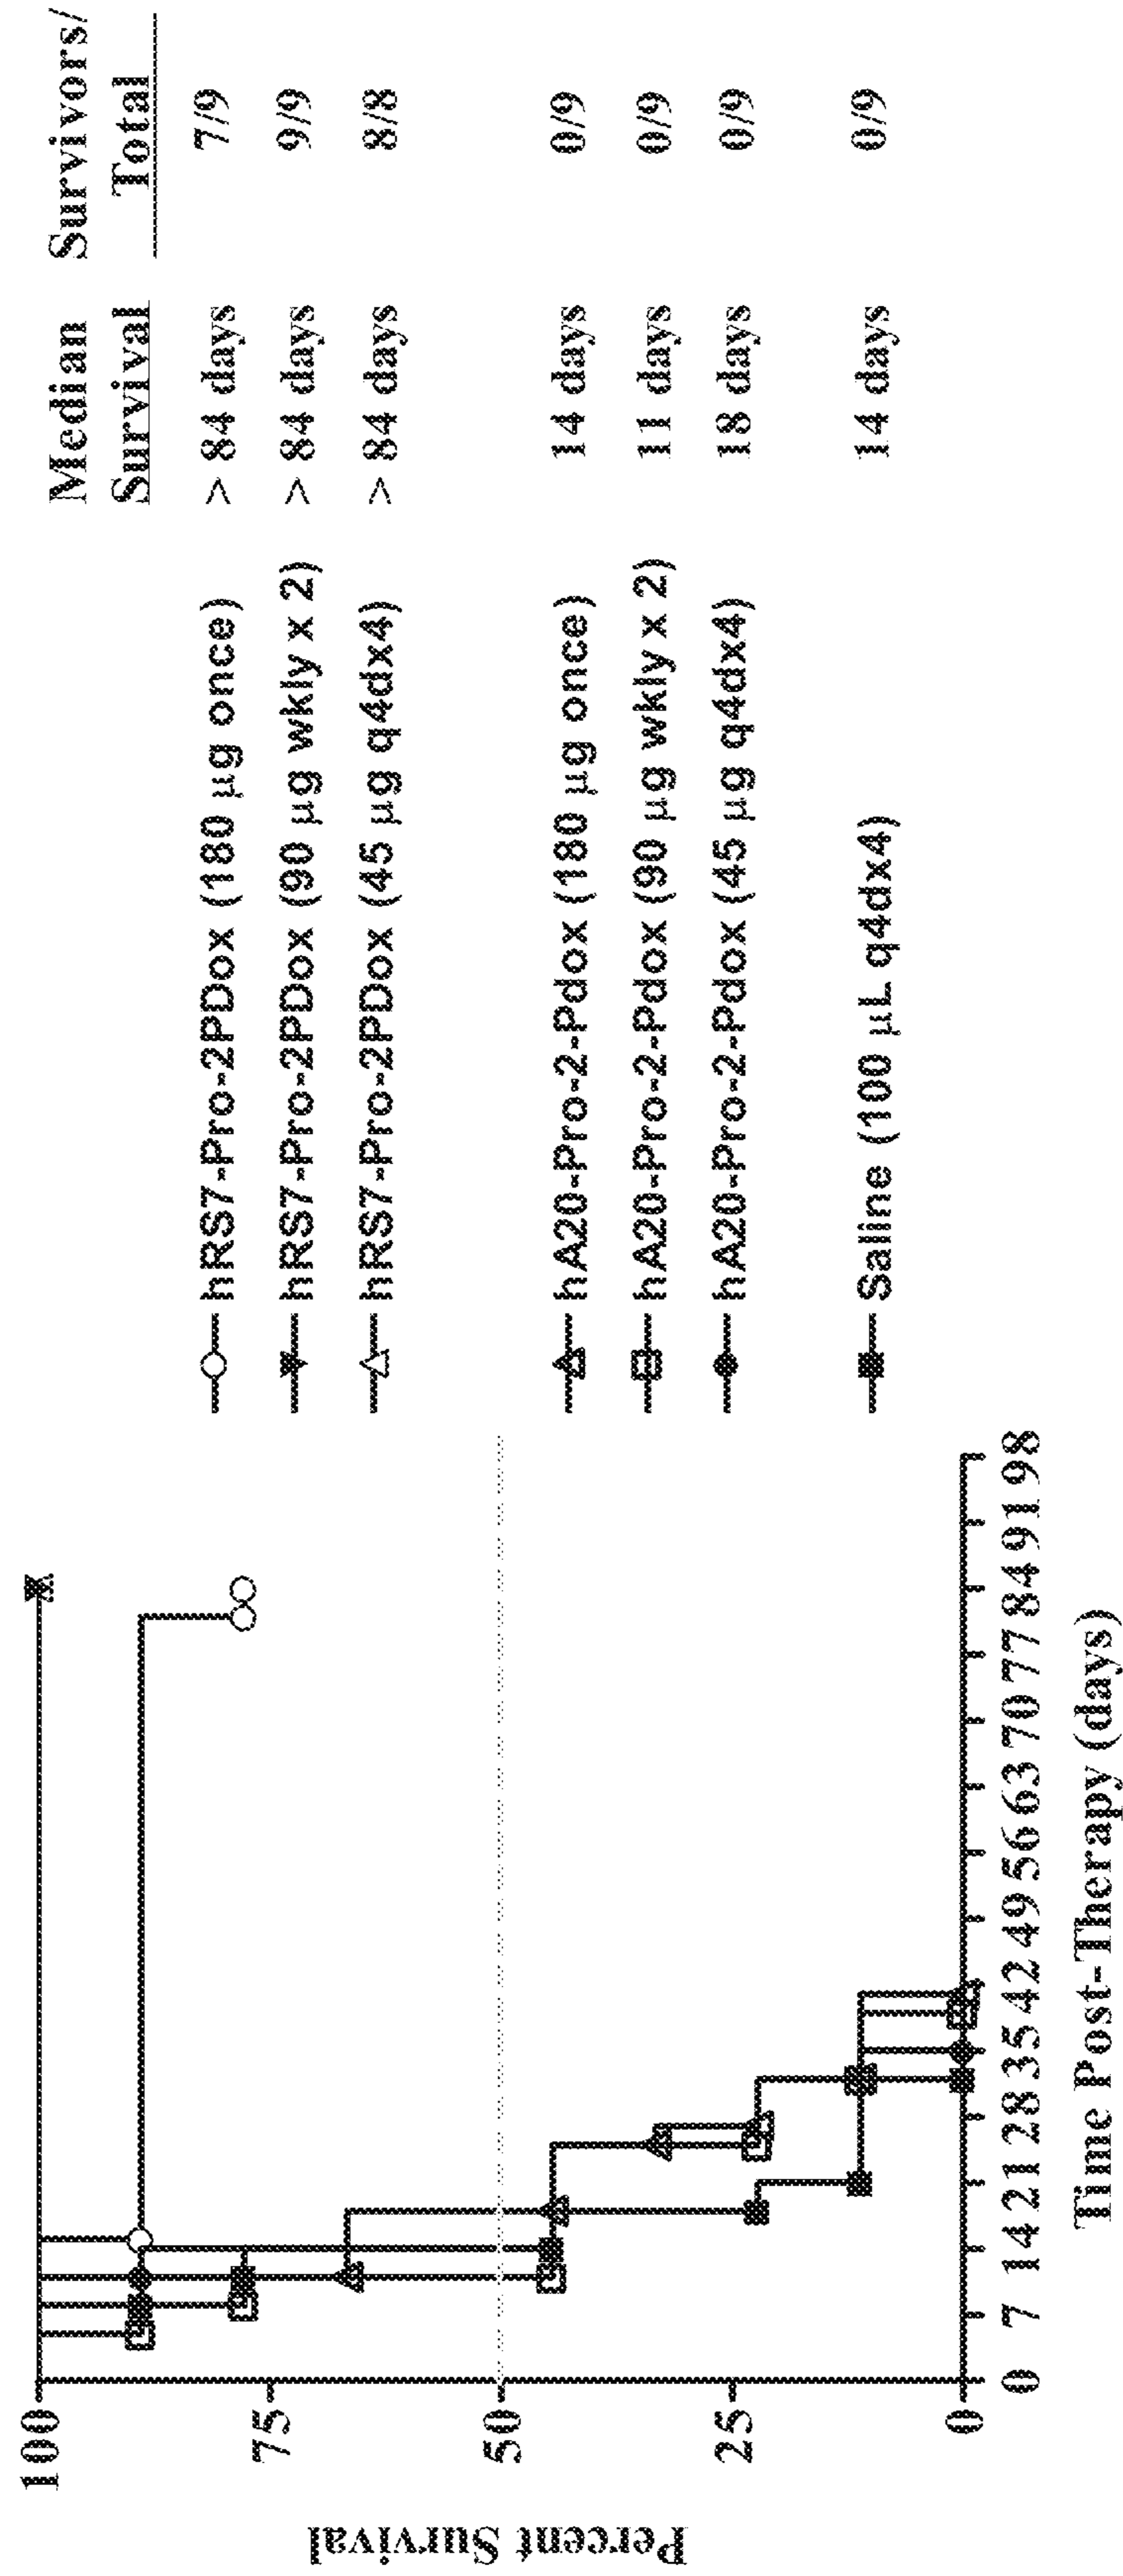 Percent Survival
100
75
50
25
0
0 7 14 21 28 35 42 49 56 63 70 77 84 91 98
Time Post-Therapy (days)
Median Survivors/
Survival Total
hRS7-Pro-2PDox (180 µg once) > 84 days 7/9
hRS7-Pro-2PDox (90 µg wkly x 2) > 84 days 9/9
hRS7-Pro-2PDox (45 µg q4dx4) > 84 days 8/8
hA20-Pro-2-Pdox (180 µg once) 14 days 0/9
hA20-Pro-2-Pdox (90 µg wkly x 2) 11 days 0/9
hA20-Pro-2-Pdox (45 µg q4dx4) 18 days 0/9
Saline (100 µL q4dx4) 14 days 0/9